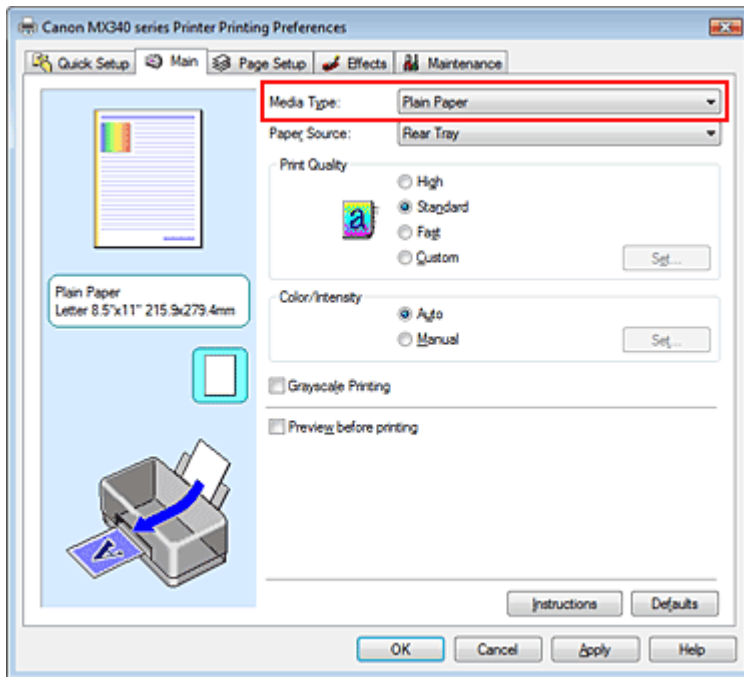 Canon MX340 series Printer Printing Preferences
Quick Setup Main Page Setup Effects Maintenance
Media Type: Plain Paper
Paper Source: Rear Tray
Print Quality
High
a Standard
Fast
Custom Set...
Plain Paper
Letter 8.5"x11" 215.9x279.4mm
Color/Intensity
Auto
Manual Set...
Grayscale Printing
Preview before printing
A
Instructions Defaults
OK Cancel Apply Help